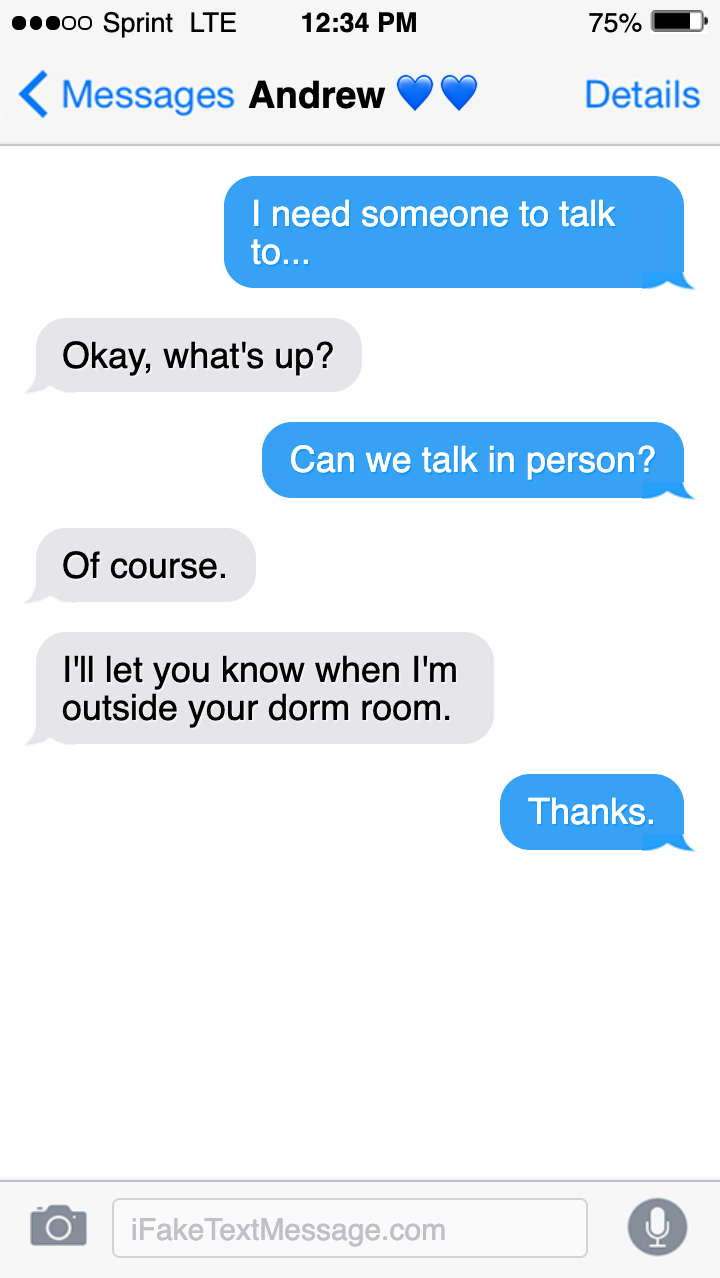 Sprint LTE 12:34 PM 75%
Messages Andrew 💙💙 Details
I need someone to talk
to...
Okay, what's up?
Can we talk in person?
Of course.
I'll let you know when I'm
outside your dorm room.
Thanks.
iFakeTextMessage.com